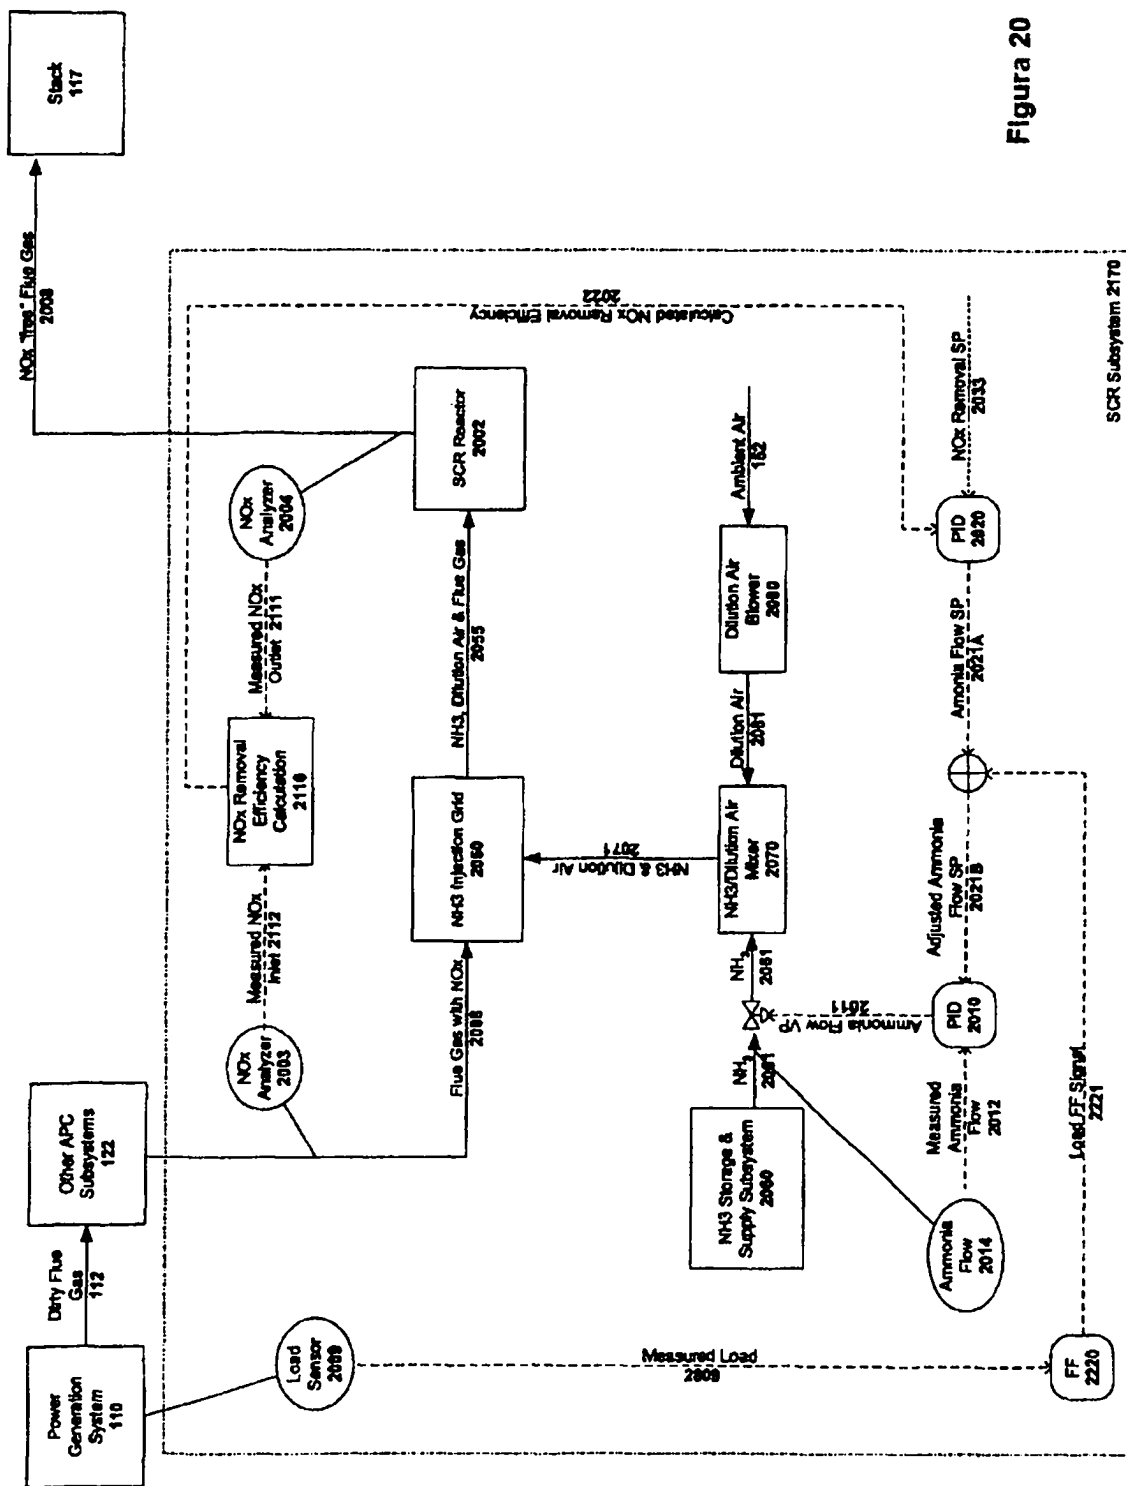 Power
Generation
System
110
Dirty Flue
Gas
112
Other APC
Subsystems
122
NOx "free" Flue Gas
2008
Stack
117
Load
Sensor
2009
NOx
Analyzer
2003
Measured NOx
Inlet 2112
NOx Removal
Efficiency
Calculation
2110
Measured NOx
Outlet 2111
NOx
Analyzer
2004
Flue Gas with NOx
NH3 Injection Grid
2050
NH3, Dilution Air & Flue Gas
2055
SCR Reactor
2002
Calculated NOx Removal Efficiency
2022
NH3 & Dilution Air
2071
Measured Load
NH3 Storage &
Supply Subsystem
2060
NH3
2061
NH3
2061
NH3/Dilution Air
Mixer
2070
Dilution Air
2081
Dilution Air
Blower
2080
Ambient Air
152
Ammonia Flow VP
2011
Ammonia
Flow
2014
Measured
Ammonia
Flow
2012
PID
2010
Adjusted Ammonia
Flow SP
2021B
Amonia Flow SP
2021A
PID
2020
NOx Removal SP
2033
FF
2220
Load FF Signal
2221
SCR Subsystem 2170
Figura 20